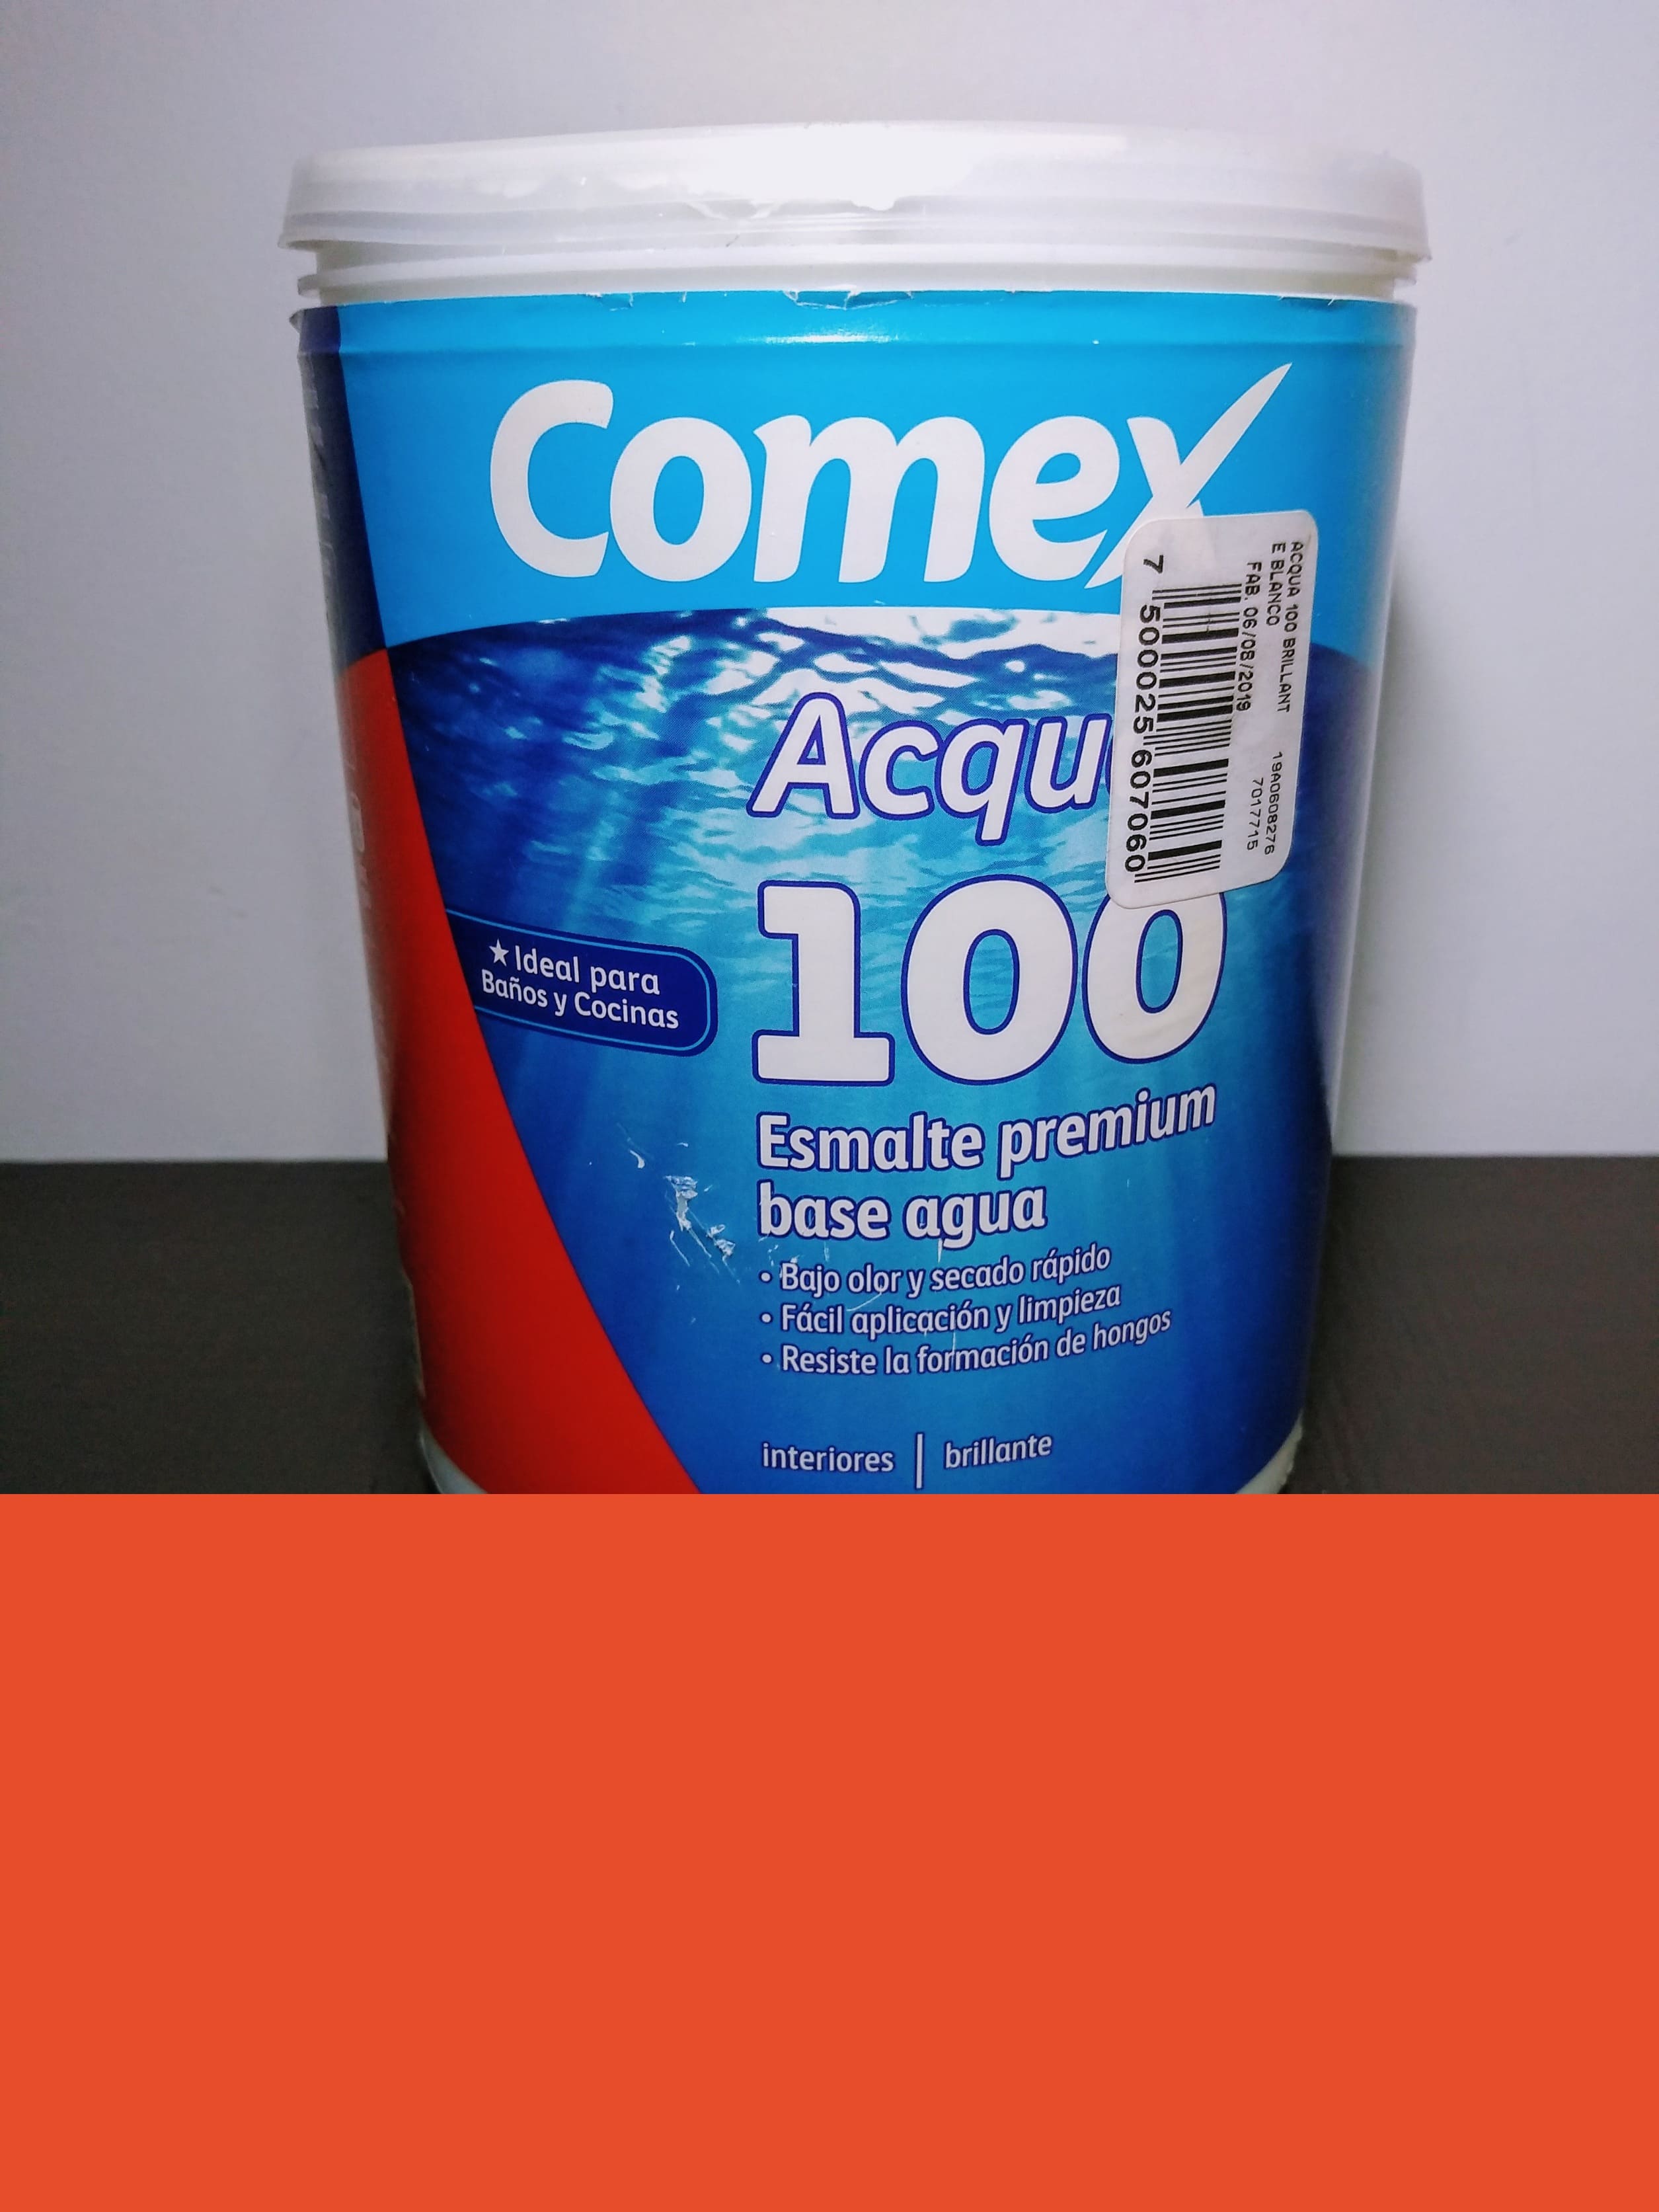 Comex
Acqua
100
★ Ideal para
Baños y Cocinas
Esmalte premium
base agua
• Bajo olor y secado rápido
• Fácil aplicación y limpieza
• Resiste la formación de hongos
interiores | brillante
ACQUA 100 BRILLANT
E BLANCO
19A0608276
FAB. 06/08/2019
7017715
7 500025 607060